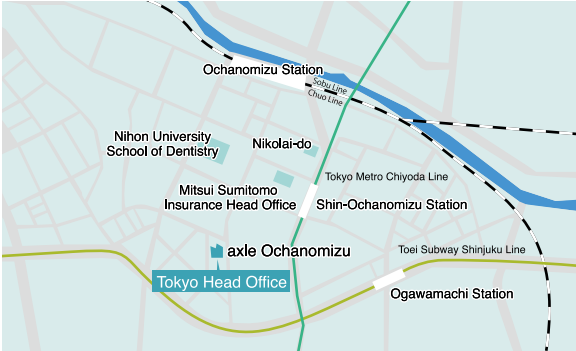 Ochanomizu Station
Sobu Line
Chuo Line
Nihon University
School of Dentistry
Nikolai-do
Tokyo Metro Chiyoda Line
Mitsui Sumitomo
Insurance Head Office
Shin-Ochanomizu Station
axle Ochanomizu
Toei Subway Shinjuku Line
Tokyo Head Office
Ogawamachi Station